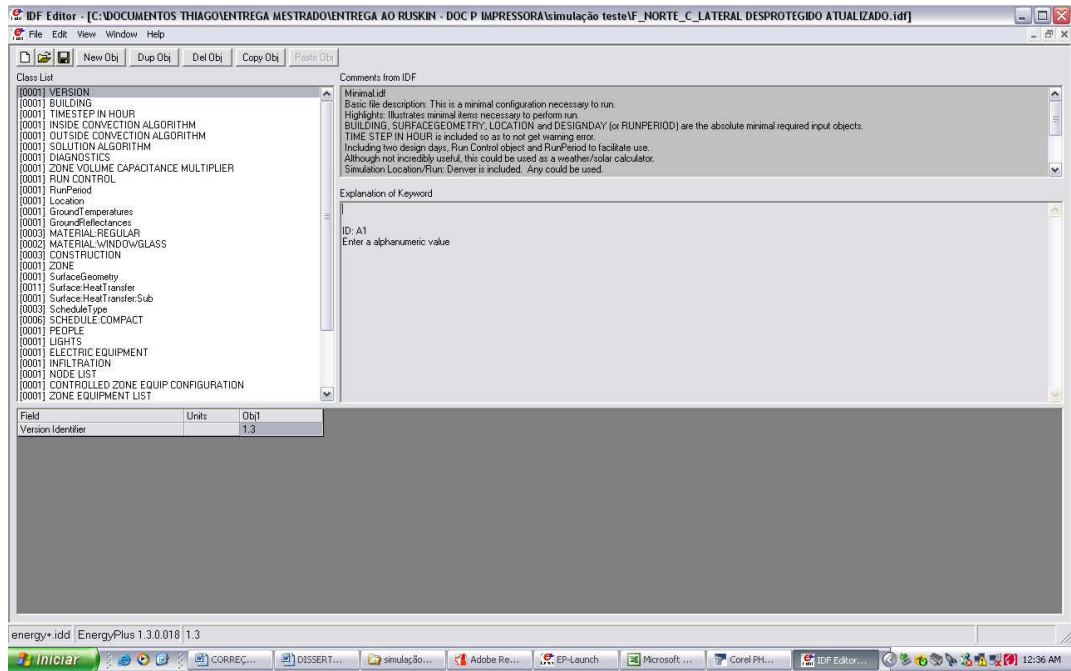 IDF Editor - [C:\DOCUMENTOS THIAGO\ENTREGA MESTRADO\ENTREGA AO RUSKIN - DOC P IMPRESSORA\simulação teste\F_NORTE_C_LATERAL DESPROTEGIDO ATUALIZADO.idf]
File Edit View Window Help
New Obj Dup Obj Del Obj Copy Obj Paste Obj
Class List
[0001] VERSION
[0001] BUILDING
[0001] TIMESTEP IN HOUR
[0001] INSIDE CONVECTION ALGORITHM
[0001] OUTSIDE CONVECTION ALGORITHM
[0001] SOLUTION ALGORITHM
[0001] DIAGNOSTICS
[0001] ZONE VOLUME CAPACITANCE MULTIPLIER
[0001] RUN CONTROL
[0001] RunPeriod
[0001] Location
[0001] GroundTemperatures
[0001] GroundReflectances
[0003] MATERIAL:REGULAR
[0002] MATERIAL:WINDOWGLASS
[0003] CONSTRUCTION
[0001] ZONE
[0001] SurfaceGeometry
[0011] Surface:HeatTransfer
[0001] Surface:HeatTransfer:Sub
[0003] ScheduleType
[0006] SCHEDULE:COMPACT
[0001] PEOPLE
[0001] LIGHTS
[0001] ELECTRIC EQUIPMENT
[0001] INFILTRATION
[0001] NODE LIST
[0001] CONTROLLED ZONE EQUIP CONFIGURATION
[0001] ZONE EQUIPMENT LIST
Comments from IDF
Minimal.idf
Basic file description: This is a minimal configuration necessary to run.
Highlights: Illustrates minimal items necessary to perform run.
BUILDING, SURFACEGEOMETRY, LOCATION and DESIGNDAY (or RUNPERIOD) are the absolute minimal required input objects.
TIME STEP IN HOUR is included so as to not get warning error.
Including two design days, Run Control object and RunPeriod to facilitate use.
Although not incredibly useful, this could be used as a weather/solar calculator.
Simulation Location/Run: Denver is included. Any could be used.
Explanation of Keyword
ID: A1
Enter a alphanumeric value
Field Units Obj1
Version Identifier 1.3
energy+.idd EnergyPlus 1.3.0.018 1.3
Iniciar CORREÇ... DISSERT... simulação... Adobe Re... EP-Launch Microsoft ... Corel PH... IDF Editor... 12:36 AM